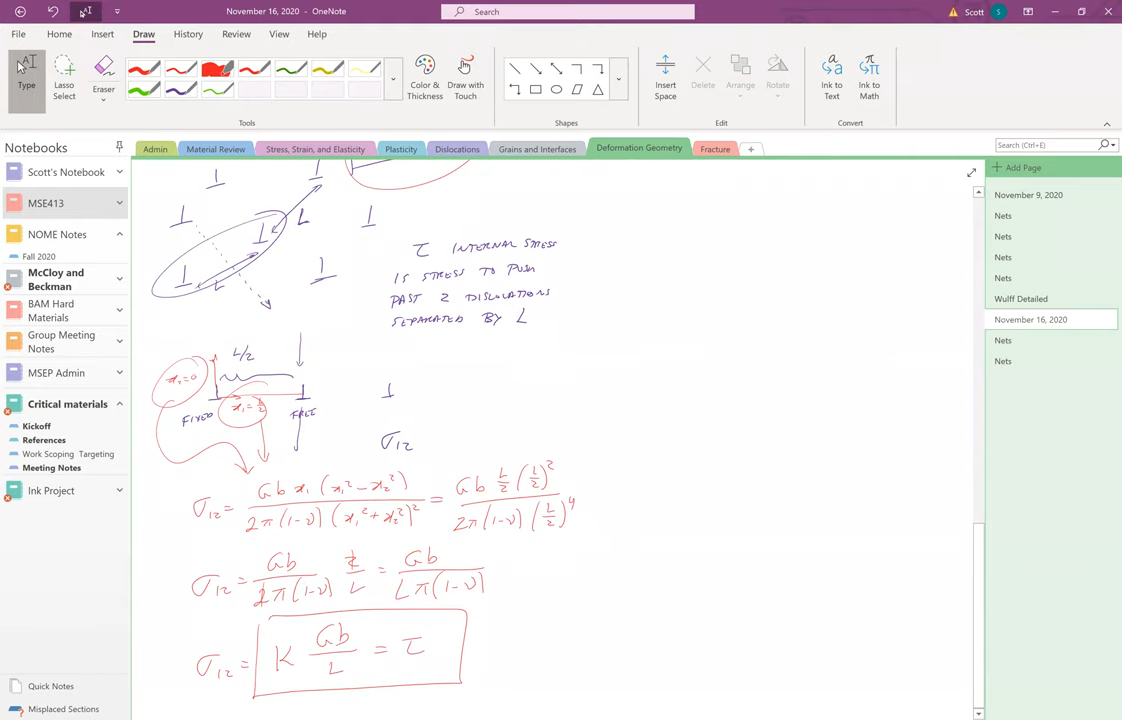 November 16, 2020 - OneNote
Search
Scott
S
File
Home
Insert
Draw
History
Review
View
Help
Type
Lasso Select
Eraser
Color & Thickness
Draw with Touch
Insert Space
Delete
Arrange
Rotate
Ink to Text
Ink to Math
Tools
Shapes
Edit
Convert
Notebooks
Admin
Material Review
Stress, Strain, and Elasticity
Plasticity
Dislocations
Grains and Interfaces
Deformation Geometry
Fracture
Search (Ctrl+E)
Scott's Notebook
MSE413
NOME Notes
Fall 2020
McCloy and Beckman
BAM Hard Materials
Group Meeting Notes
MSEP Admin
Critical materials
Kickoff
References
Work Scoping Targeting
Meeting Notes
Ink Project
Quick Notes
Misplaced Sections
Add Page
November 9, 2020
Nets
Nets
Nets
Nets
Wulff Detailed
November 16, 2020
Nets
Nets
L
L
τ INTERNAL STRESS
IS STRESS TO PUSH
PAST 2 DISLOCATIONS
SEPARATED BY L
L/2
x₂=0
x₁=L/2
FIXED
FREE
σ₁₂
σ₁₂ = Gb x₁ (x₁² - x₂²) / 2π(1-ν) (x₁² + x₂²)² = Gb L/2 (L/2)² / 2π(1-ν) (L/2)⁴
σ₁₂ = Gb / 2π(1-ν) 2/L = Gb / Lπ(1-ν)
σ₁₂ = K Gb / L = τ